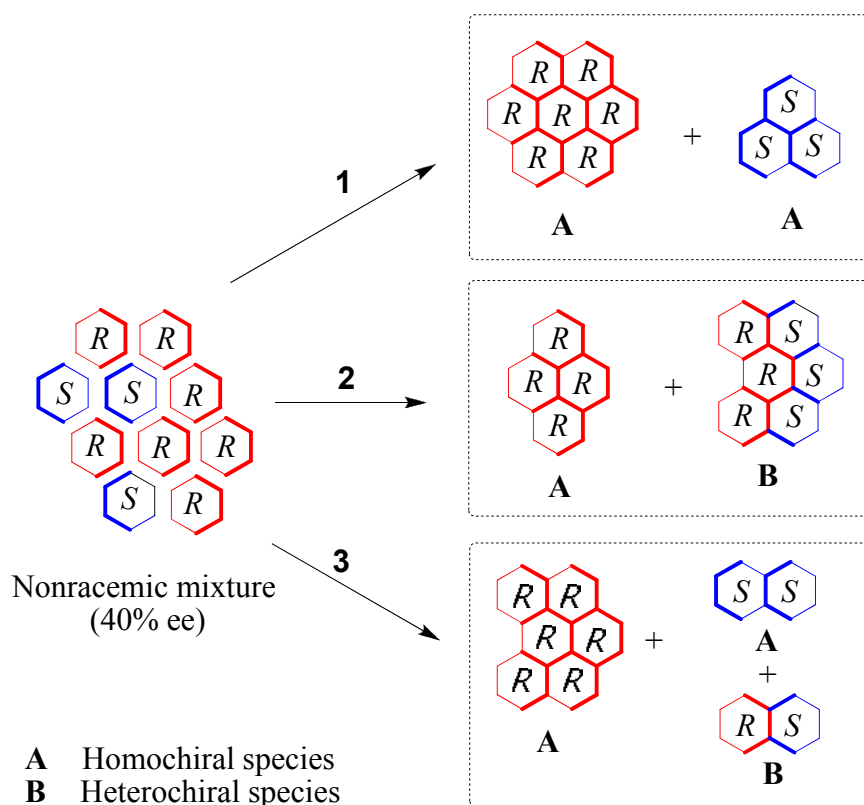 R R
S S R
R R R
S R
Nonracemic mixture
(40% ee)
1
R R
R R R
R R
A
+
S
S S
A
2
R
R R
R
A
+
R S
R S
R S
B
3
R R
R R
R R
A
+
S S
A
+
R S
B
A Homochiral species
B Heterochiral species